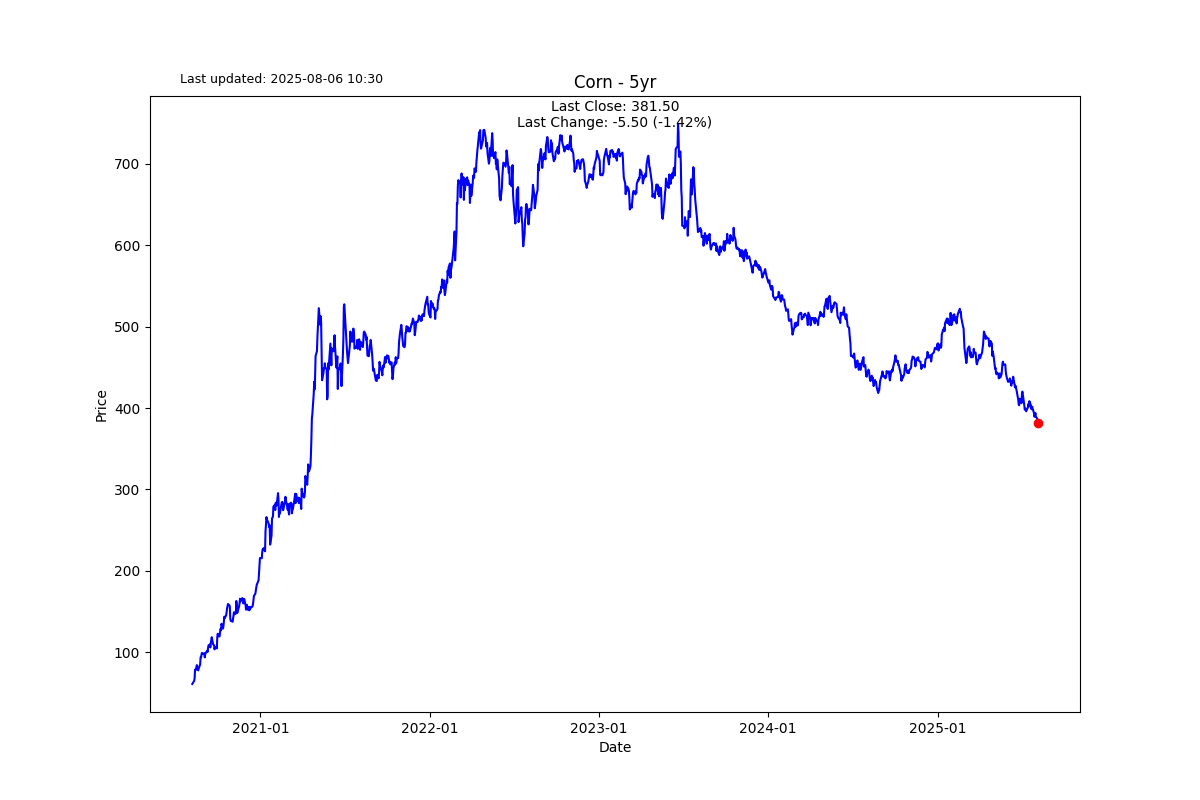 Last updated: 2025-08-06 10:30
Corn - 5yr
Last Close: 381.50
Last Change: -5.50 (-1.42%)
700
600
500
400
300
200
100
Price
2021-01
2022-01
2023-01
2024-01
2025-01
Date